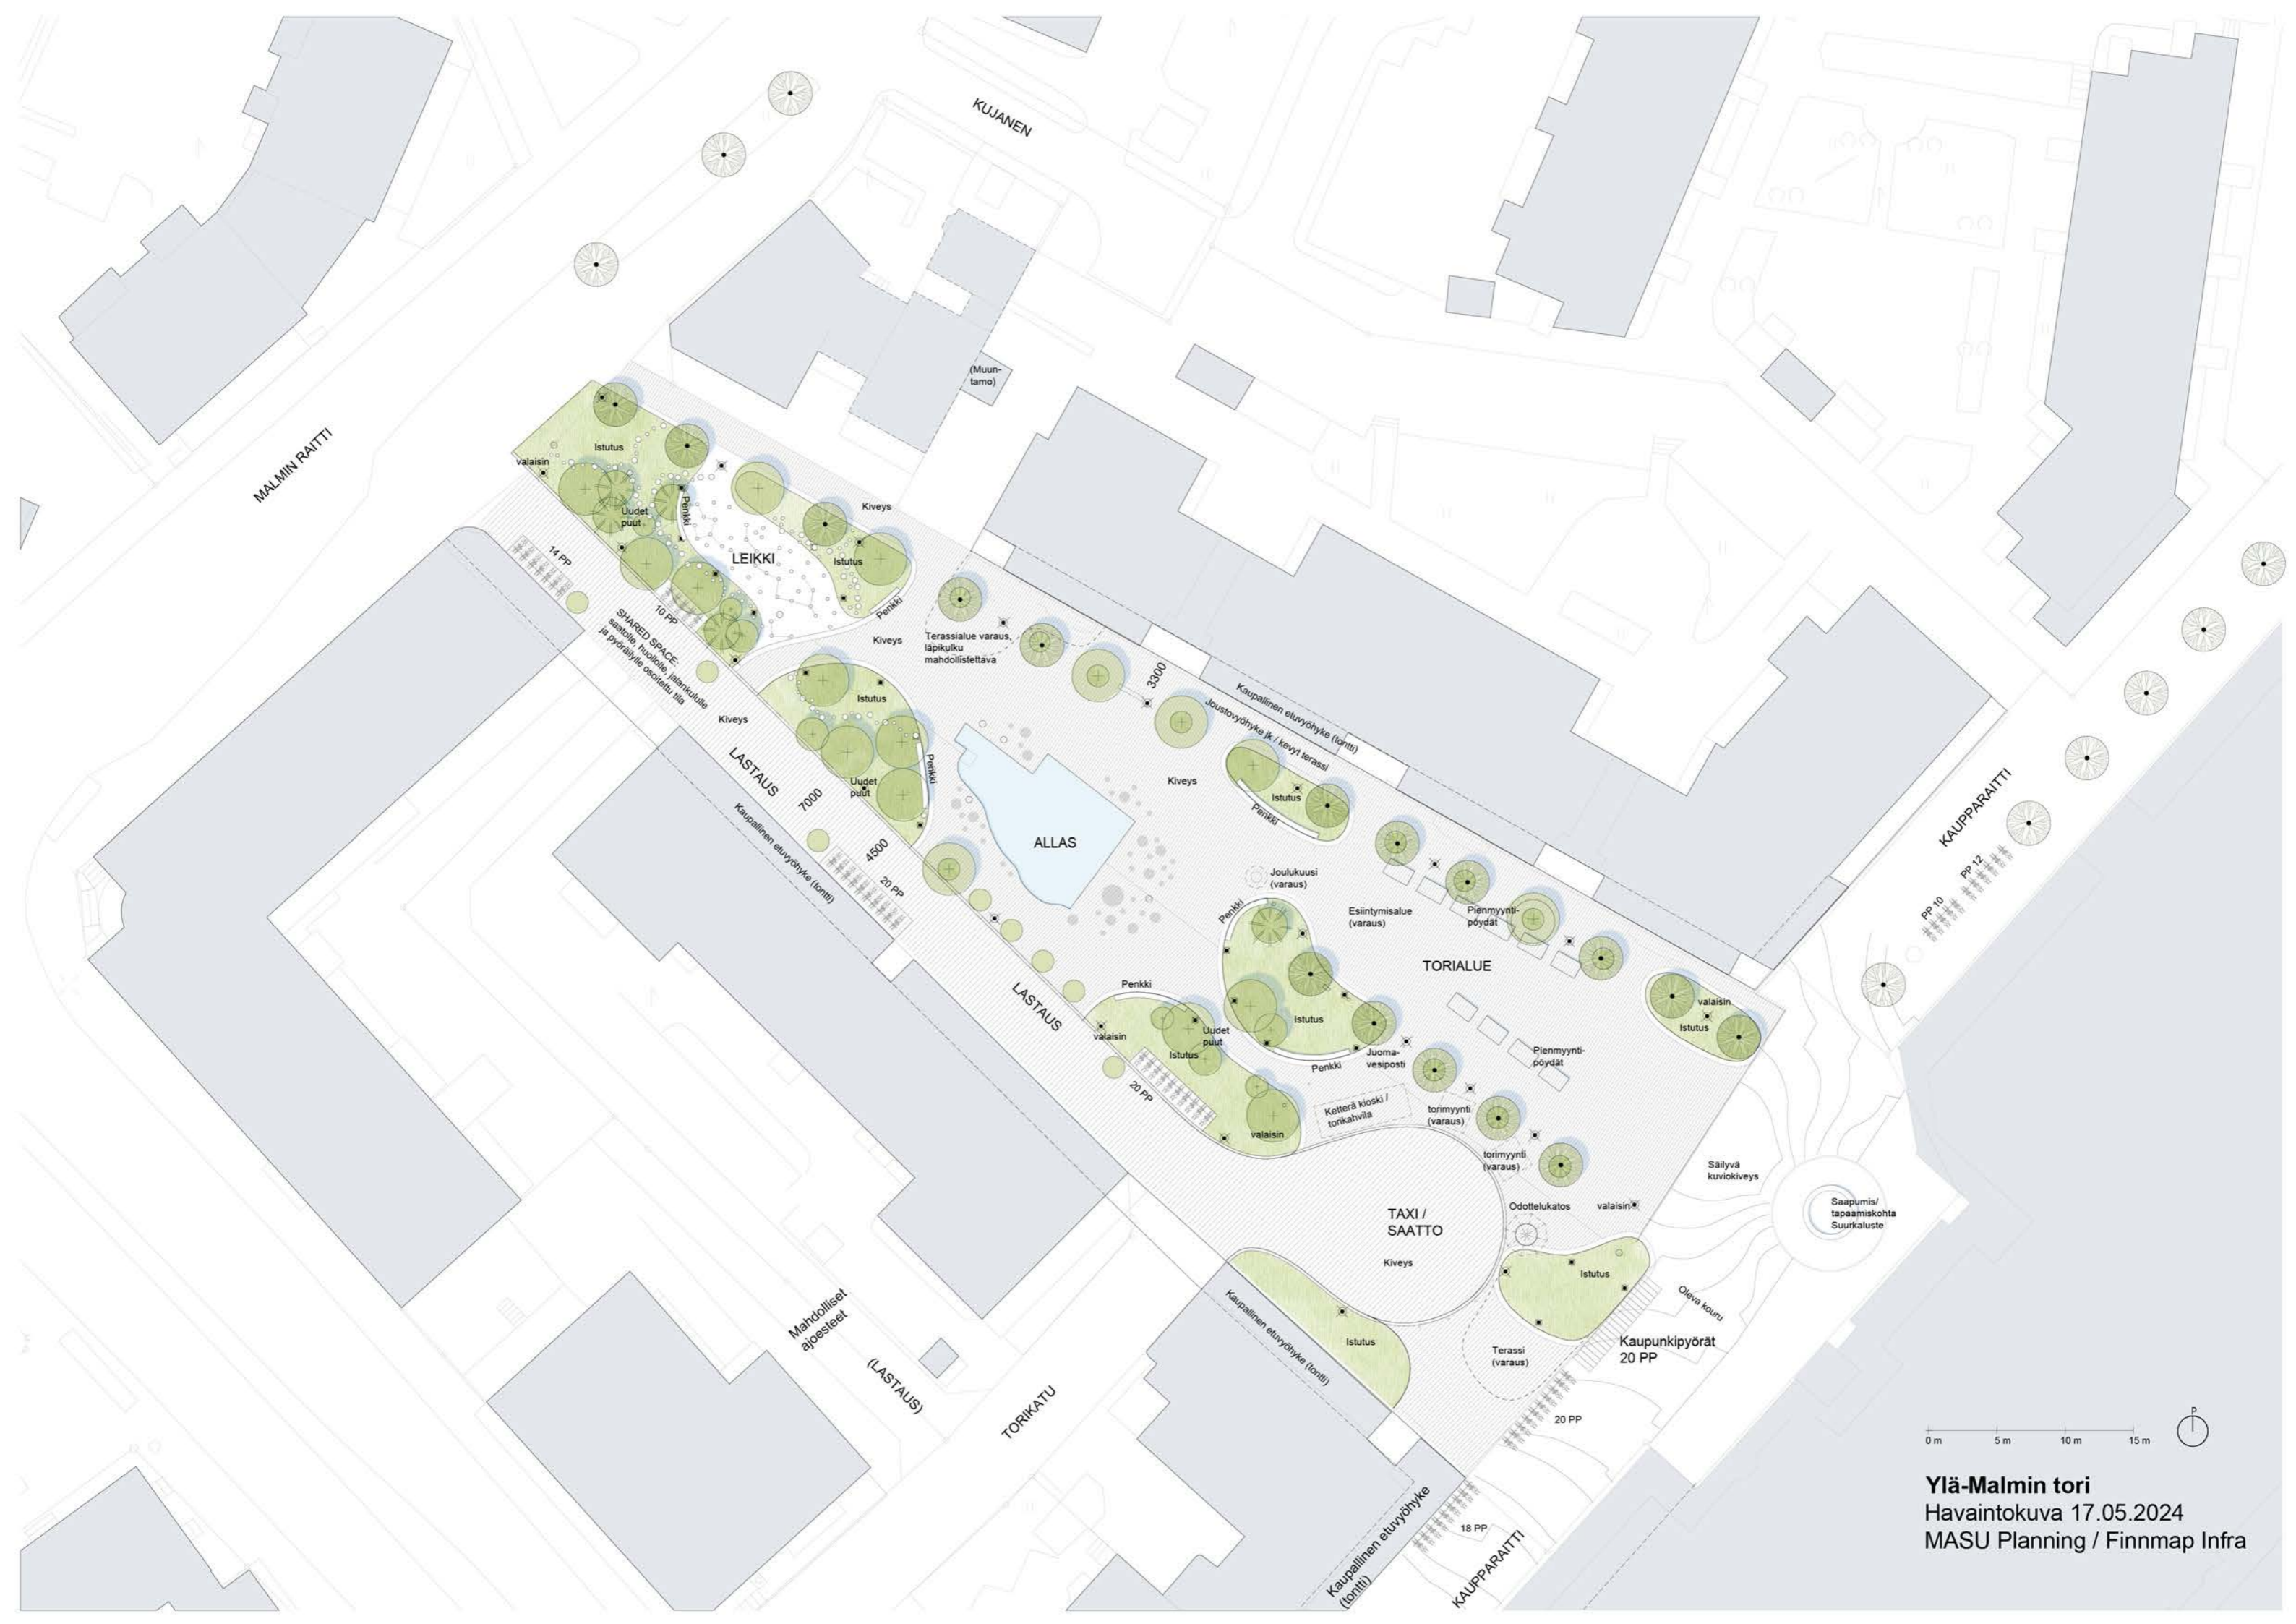 KUJANEN
(Muun-
tamo)
MALMIN RAITTI
Istutus
valaisin
Uudet
puut
Penkki
Kiveys
LEIKKI
Istutus
14 PP
Penkki
10 PP
SHARED SPACE:
saatolle, huollolle, jalankululle
ja pyöräilylle osoitettu tila
Kiveys
Terassialue varaus,
läpikulku
mahdollistettava
3300
Kaupallinen etuvyöhyke (tontti)
Joustovyöhyke jk / kevyt terassi
Istutus
Kiveys
LASTAUS
Penkki
Uudet
puut
7000
Kiveys
Istutus
Penkki
Kaupallinen etuvyöhyke (tontti)
4500
20 PP
ALLAS
KAUPPARAITTI
PP 12
PP 10
Joulukuusi
(varaus)
Penkki
Esiintymisalue
(varaus)
Pienmyynti-
pöydät
TORIALUE
Penkki
LASTAUS
valaisin
Istutus
valaisin
Uudet
puut
Istutus
Istutus
Penkki
Juoma-
vesiposti
Pienmyynti-
pöydät
20 PP
Ketterä kioski /
torikahvila
torimyynti
(varaus)
valaisin
torimyynti
(varaus)
Säilyvä
kuviokiveys
Odottelukatos
valaisin
Saapumis/
tapaamiskohta
Suurkaluste
TAXI /
SAATTO
Kiveys
Istutus
Oleva kouru
Kaupallinen etuvyöhyke (tontti)
Istutus
Terassi
(varaus)
Kaupunkipyörät
20 PP
Mahdolliset
ajoesteet
(LASTAUS)
TORIKATU
20 PP
18 PP
Kaupallinen etuvyöhyke
(tontti)
KAUPPARAITTI
P
0 m
5 m
10 m
15 m
Ylä-Malmin tori
Havaintokuva 17.05.2024
MASU Planning / Finnmap Infra